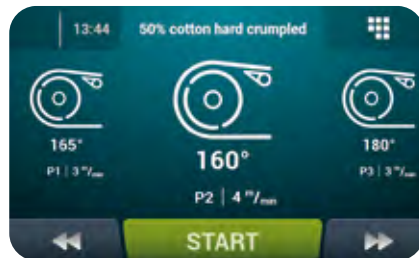 13:44 50% cotton hard crumpled
165°
P1 | 3 m/min
160°
P2 | 4 m/min
180°
P3 | 3 m/min
START